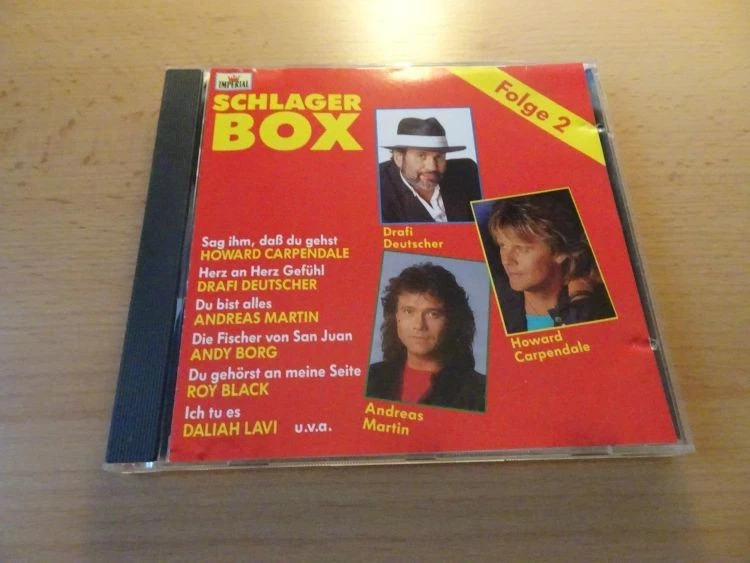 IMPERIAL
SCHLAGER
BOX
Folge 2
Drafi
Deutscher
Sag ihm, daß du gehst
HOWARD CARPENDALE
Herz an Herz Gefühl
DRAFI DEUTSCHER
Du bist alles
ANDREAS MARTIN
Die Fischer von San Juan
ANDY BORG
Du gehörst an meine Seite
ROY BLACK
Ich tu es
DALIAH LAVI u.v.a.
Howard
Carpendale
Andreas
Martin